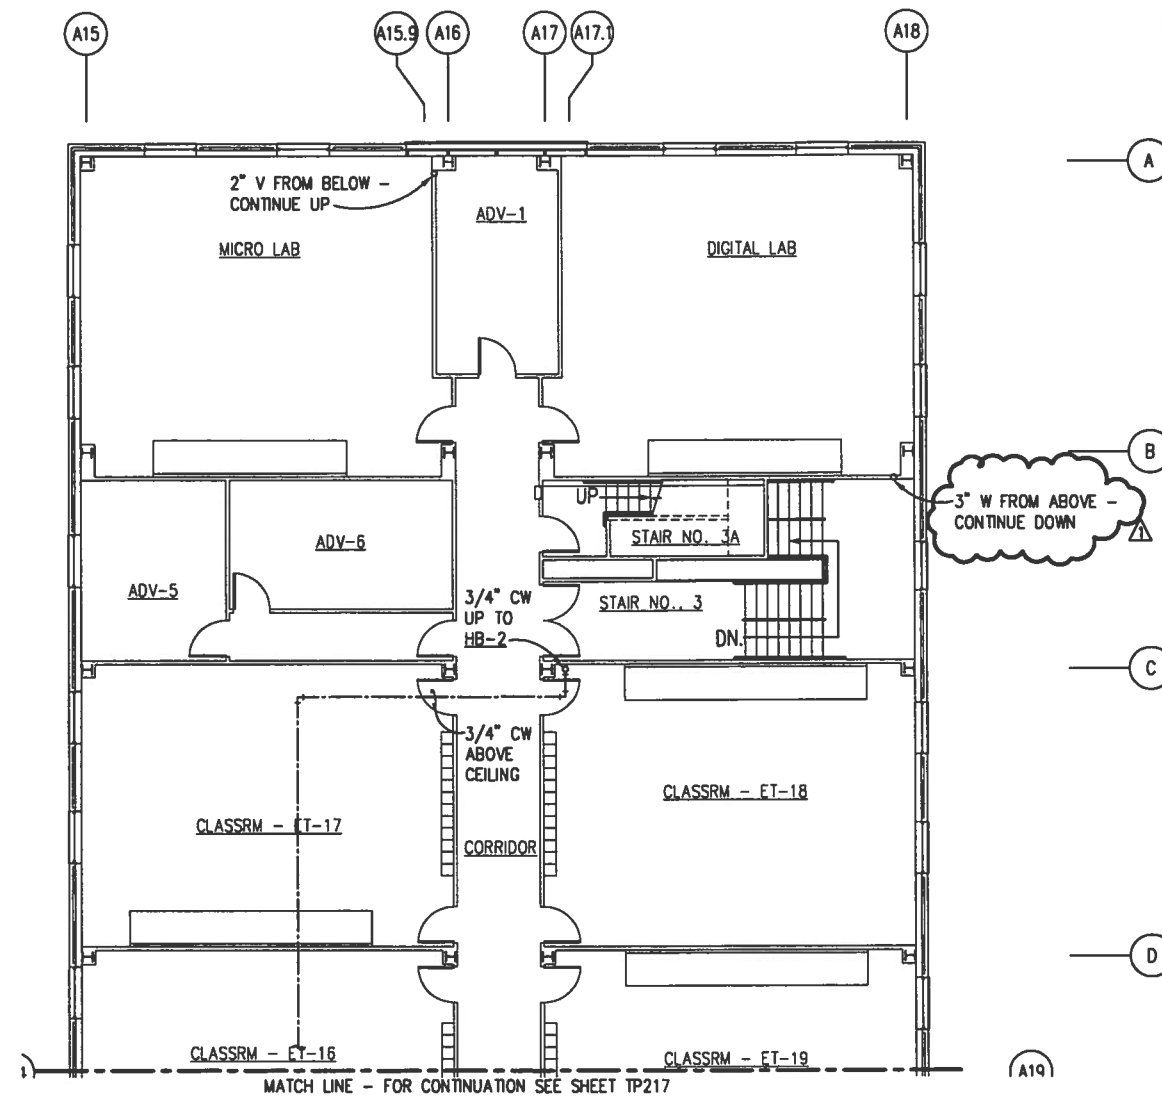 A15
A15.9
A16
A17
A17.1
A18
A
2" V FROM BELOW -
CONTINUE UP
ADV-1
MICRO LAB
DIGITAL LAB
B
3" W FROM ABOVE -
CONTINUE DOWN
1
UP
STAIR NO. 3A
ADV-6
ADV-5
3/4" CW
UP TO
HB-2
STAIR NO., 3
DN.
C
3/4" CW
ABOVE
CEILING
CLASSRM - ET-18
CLASSRM - ET-17
CORRIDOR
D
CLASSRM - ET-16
CLASSRM - ET-19
A19
MATCH LINE - FOR CONTINUATION SEE SHEET TP217